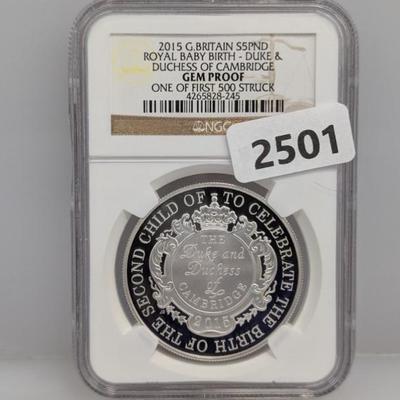 2015 G.BRITAIN S5PND
ROYAL BABY BIRTH - DUKE &
DUCHESS OF CAMBRIDGE
GEM PROOF
ONE OF FIRST 500 STRUCK
4265828-245
NGC
2501
TO CELEBRATE THE BIRTH OF THE SECOND CHILD OF
THE
Duke and
Duchess
of
CAMBRIDGE
2015